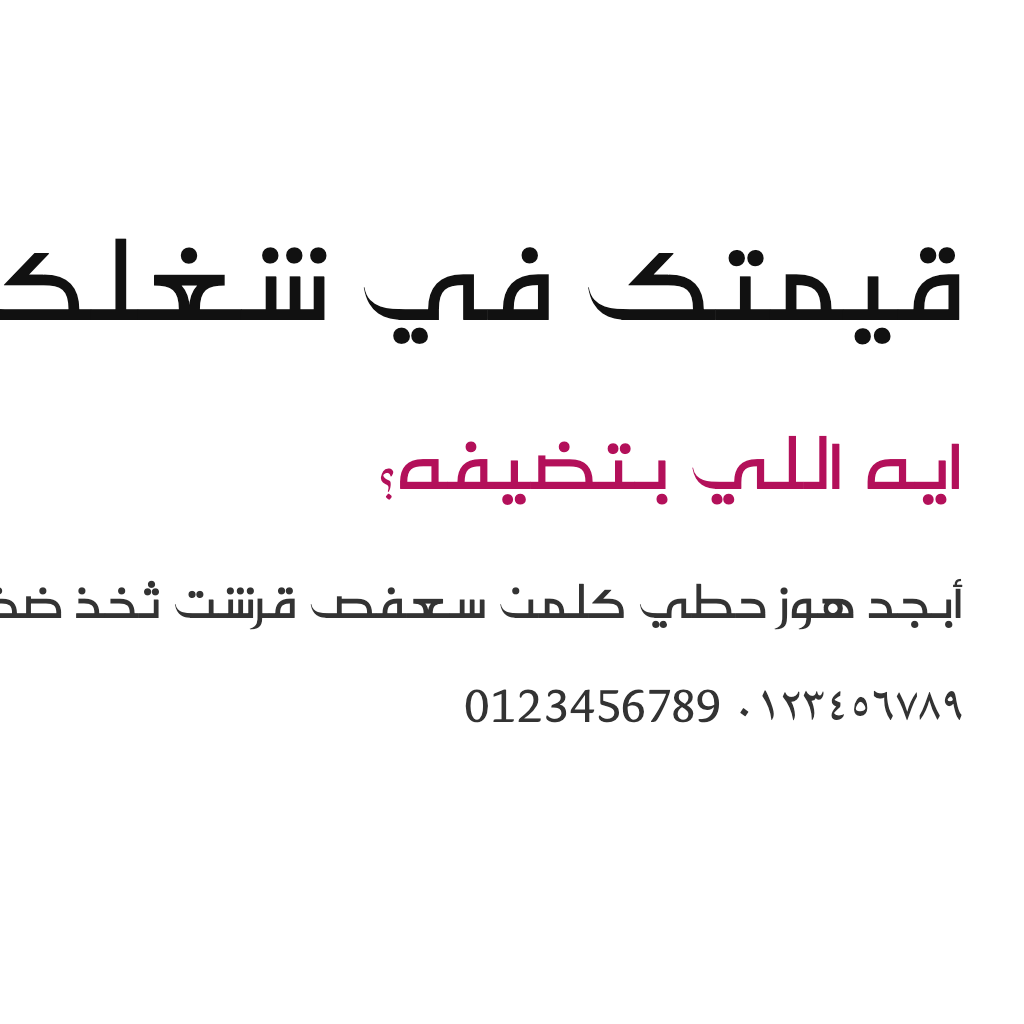 قيمتك في شغلك
ايه اللي بتضيفه؟
أبجد هوز حطي كلمن سعفص قرشت ثخذ
0123456789 ٠١٢٣٤٥٦٧٨٩